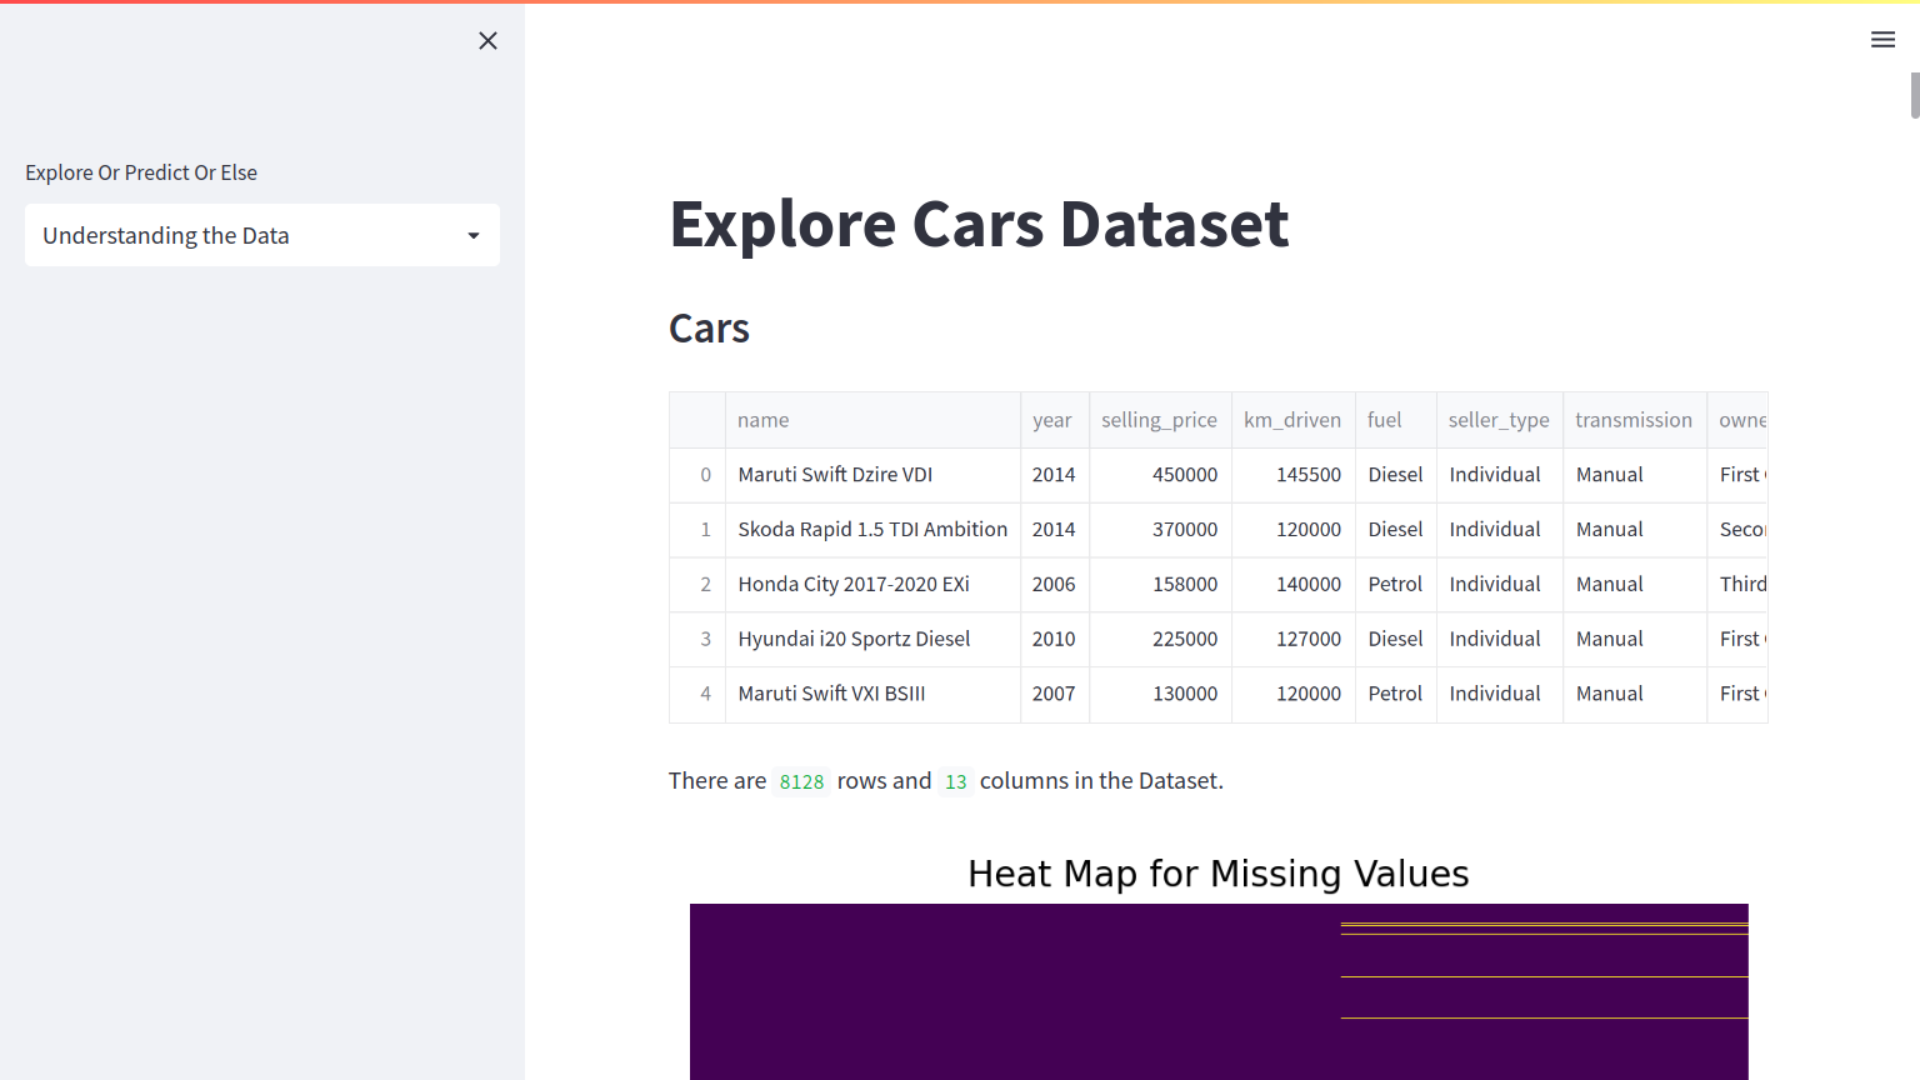 Explore Or Predict Or Else
Understanding the Data
Explore Cars Dataset
Cars
name year selling_price km_driven fuel seller_type transmission owne
0 Maruti Swift Dzire VDI 2014 450000 145500 Diesel Individual Manual First
1 Skoda Rapid 1.5 TDI Ambition 2014 370000 120000 Diesel Individual Manual Seco
2 Honda City 2017-2020 EXi 2006 158000 140000 Petrol Individual Manual Third
3 Hyundai i20 Sportz Diesel 2010 225000 127000 Diesel Individual Manual First
4 Maruti Swift VXI BSIII 2007 130000 120000 Petrol Individual Manual First
There are 8128 rows and 13 columns in the Dataset.
Heat Map for Missing Values